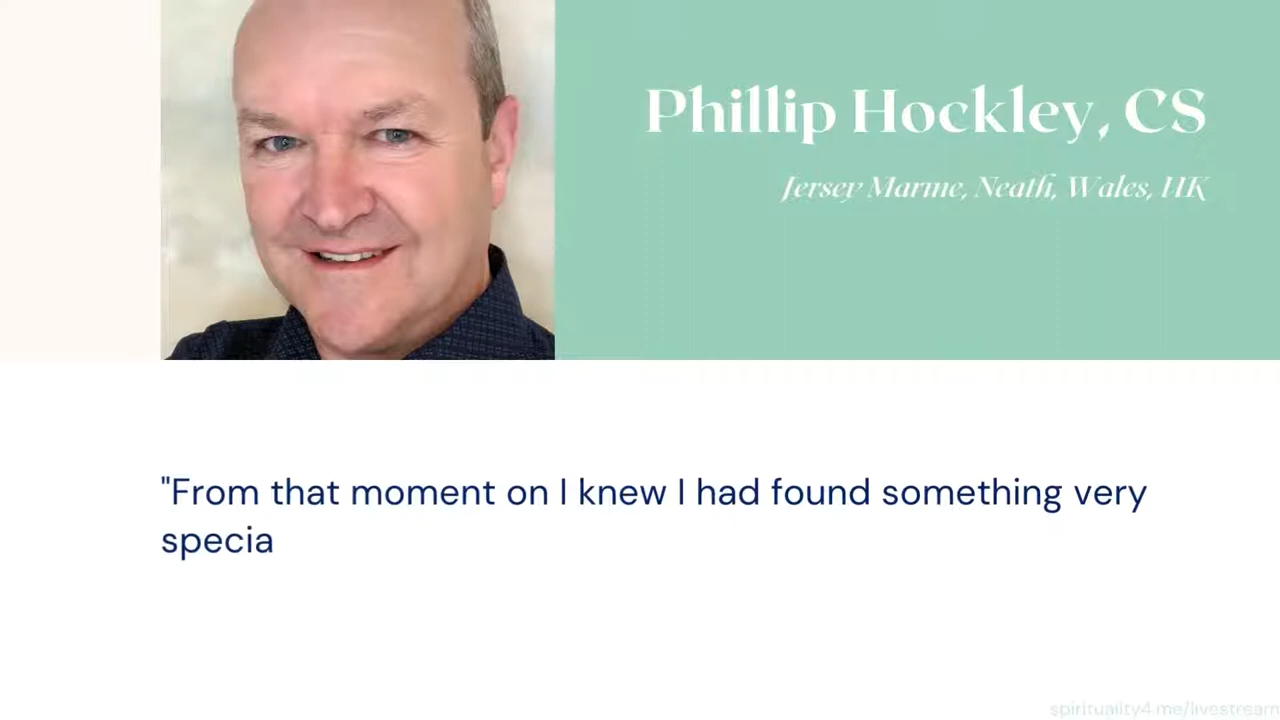 Phillip Hockley, CS
Jersey Marine, Neath, Wales, UK
"From that moment on I knew I had found something very
specia
spirituality4.me/livestream